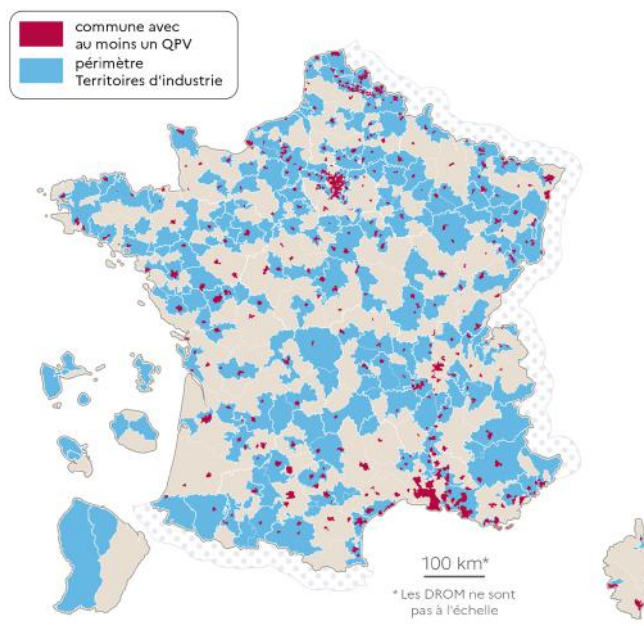 commune avec
au moins un QPV
périmètre
Territoires d'industrie
100 km*
* Les DROM ne sont
pas à l'échelle